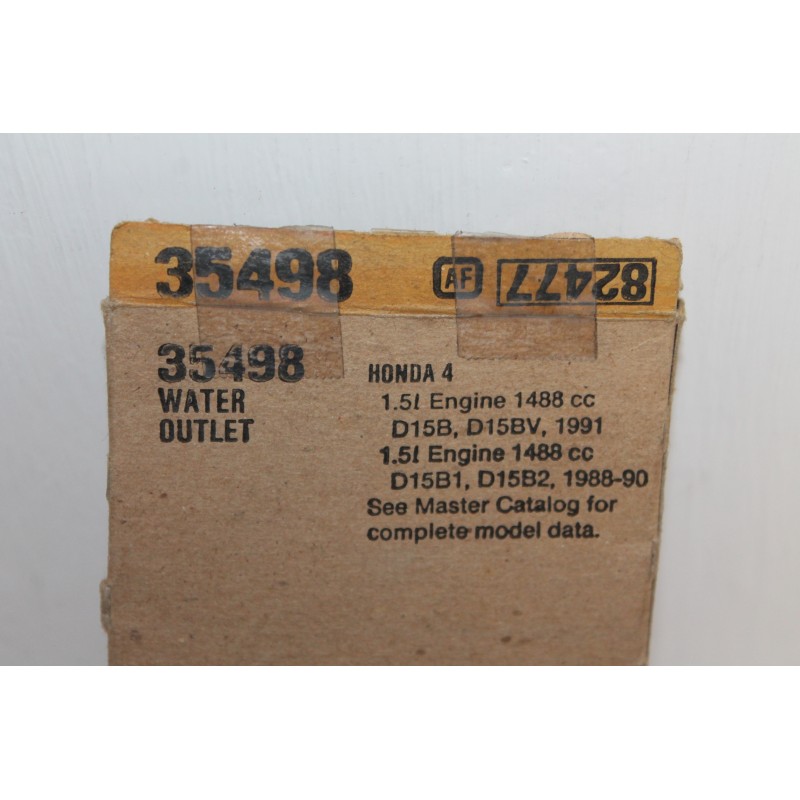 35498 AF 82477
35498
WATER
OUTLET
HONDA 4
1.5l Engine 1488 cc
D15B, D15BV, 1991
1.5l Engine 1488 cc
D15B1, D15B2, 1988-90
See Master Catalog for
complete model data.